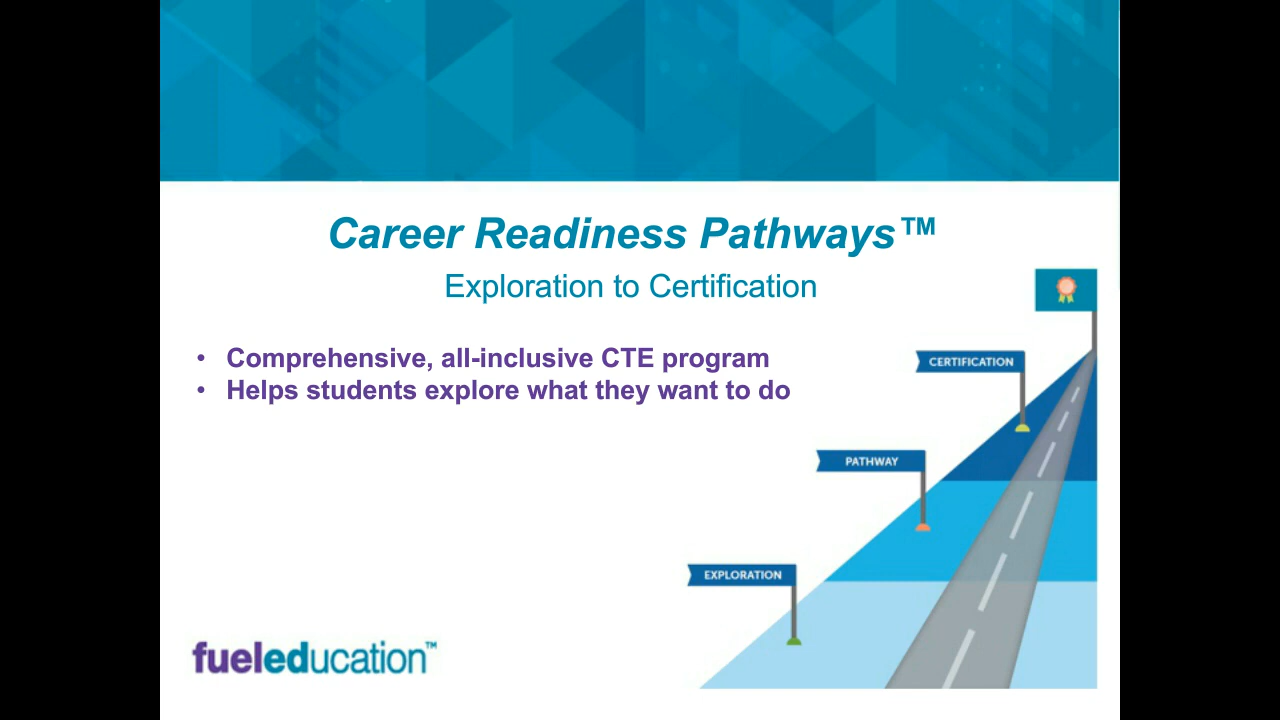 Career Readiness Pathways™
Exploration to Certification
• Comprehensive, all-inclusive CTE program
• Helps students explore what they want to do
CERTIFICATION
PATHWAY
EXPLORATION
fueleducation™